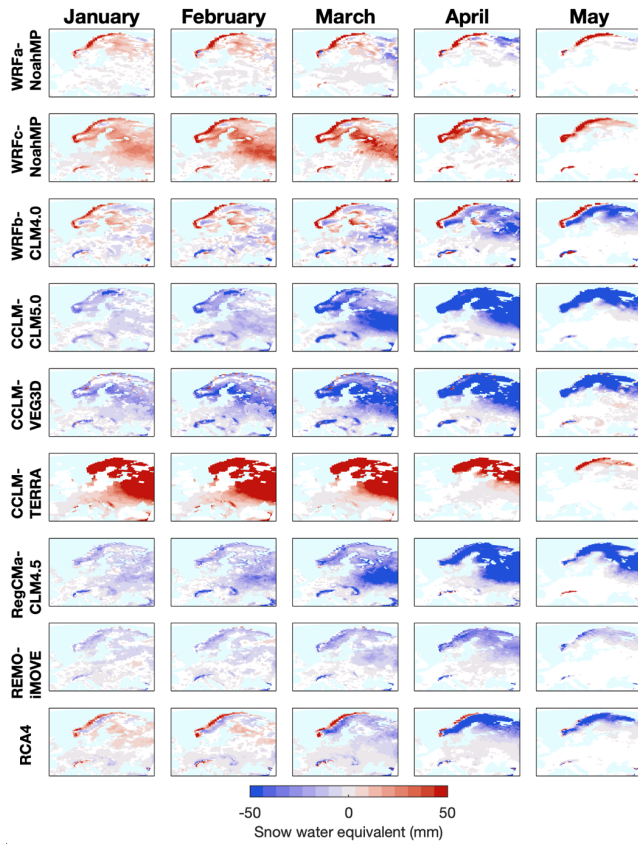 January February March April May
WRFa-
NoahMP
WRFc-
NoahMP
WRFb-
CLM4.0
CCLM-
CLM5.0
CCLM-
VEG3D
CCLM-
TERRA
RegCMa-
CLM4.5
REMO-
iMOVE
RCA4
-50 0 50
Snow water equivalent (mm)